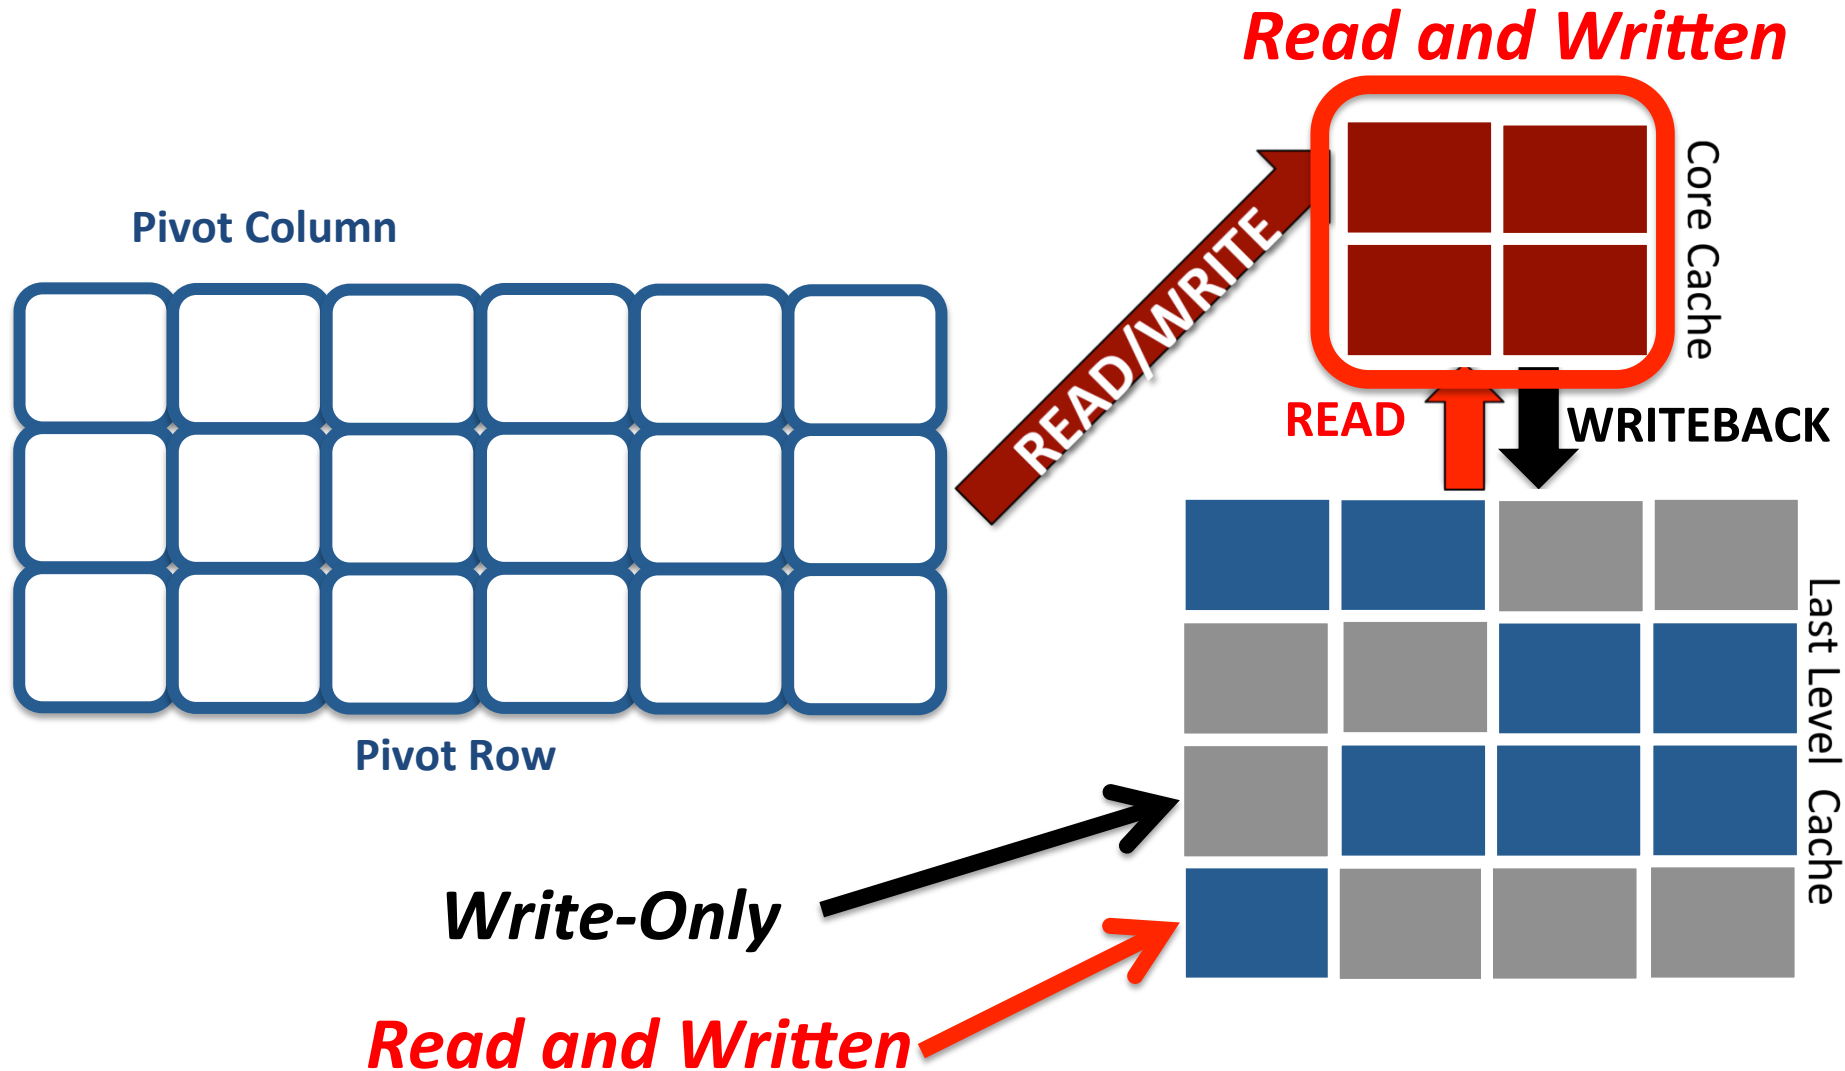 Read and Written
Pivot Column
READ/WRITE
Core Cache
READ
WRITEBACK
Last Level Cache
Pivot Row
Write-Only
Read and Written